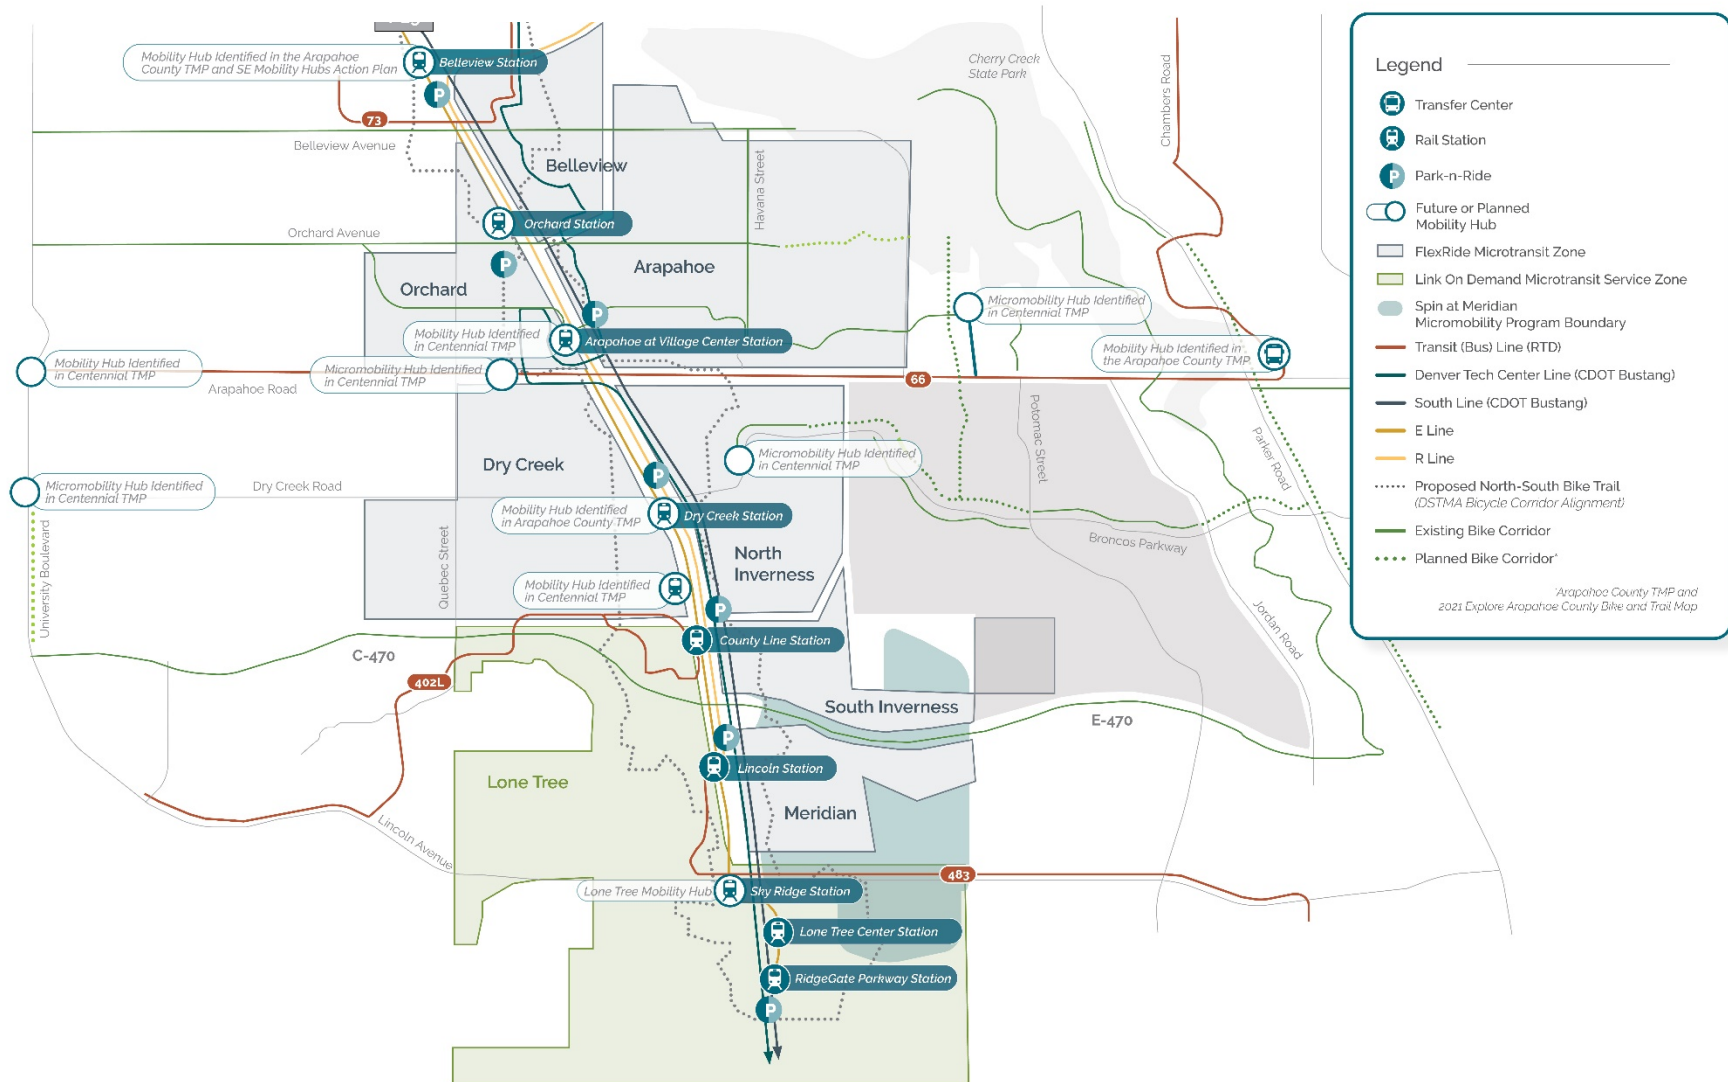 Mobility Hub Identified in the Arapahoe
County TMP and SE Mobility Hubs Action Plan
Belleview Station
P
73
Belleview Avenue
Belleview
Havana Street
Cherry Creek
State Park
Chambers Road
Orchard Station
Orchard Avenue
P
Orchard
Arapahoe
P
Mobility Hub Identified
in Centennial TMP
Arapahoe at Village Center Station
Micromobility Hub Identified
in Centennial TMP
Mobility Hub Identified in
the Arapahoe County TMP
Mobility Hub Identified
in Centennial TMP
Arapahoe Road
Micromobility Hub Identified
in Centennial TMP
66
Potomac Street
Parker Road
Dry Creek
P
Micromobility Hub Identified
in Centennial TMP
Micromobility Hub Identified
in Centennial TMP
Dry Creek Road
Mobility Hub Identified
in Arapahoe County TMP
Dry Creek Station
Broncos Parkway
University Boulevard
Quebec Street
North
Inverness
Mobility Hub Identified
in Centennial TMP
P
County Line Station
Jordan Road
C-470
402L
South Inverness
E-470
P
Lincoln Station
Lone Tree
Meridian
Lincoln Avenue
483
Lone Tree Mobility Hub
Sky Ridge Station
Lone Tree Center Station
RidgeGate Parkway Station
P
Legend
Transfer Center
Rail Station
P
Park-n-Ride
Future or Planned
Mobility Hub
FlexRide Microtransit Zone
Link On Demand Microtransit Service Zone
Spin at Meridian
Micromobility Program Boundary
Transit (Bus) Line (RTD)
Denver Tech Center Line (CDOT Bustang)
South Line (CDOT Bustang)
E Line
R Line
Proposed North-South Bike Trail
(DSTMA Bicycle Corridor Alignment)
Existing Bike Corridor
Planned Bike Corridor*
*Arapahoe County TMP and
2021 Explore Arapahoe County Bike and Trail Map